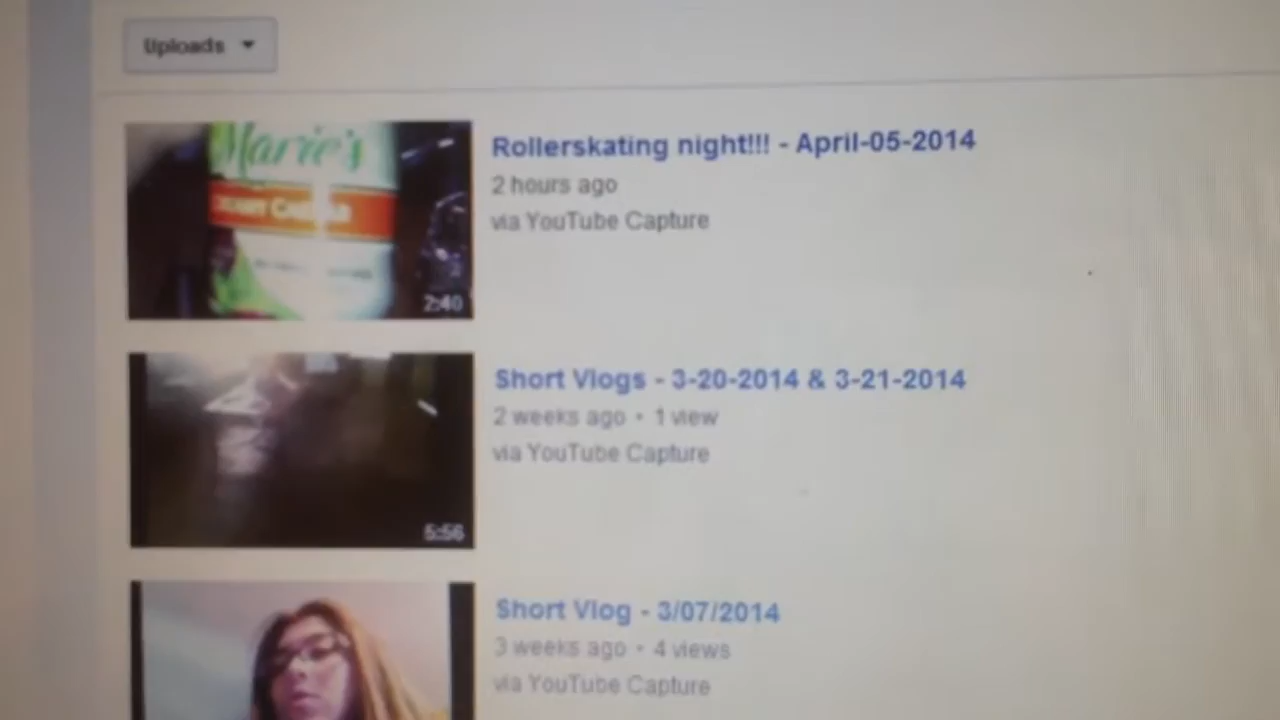 Uploads
Marie's
2:40
Rollerskating night!!! - April-05-2014
2 hours ago
via YouTube Capture
5:56
Short Vlogs - 3-20-2014 & 3-21-2014
2 weeks ago • 1 view
via YouTube Capture
Short Vlog - 3/07/2014
3 weeks ago • 4 views
via YouTube Capture